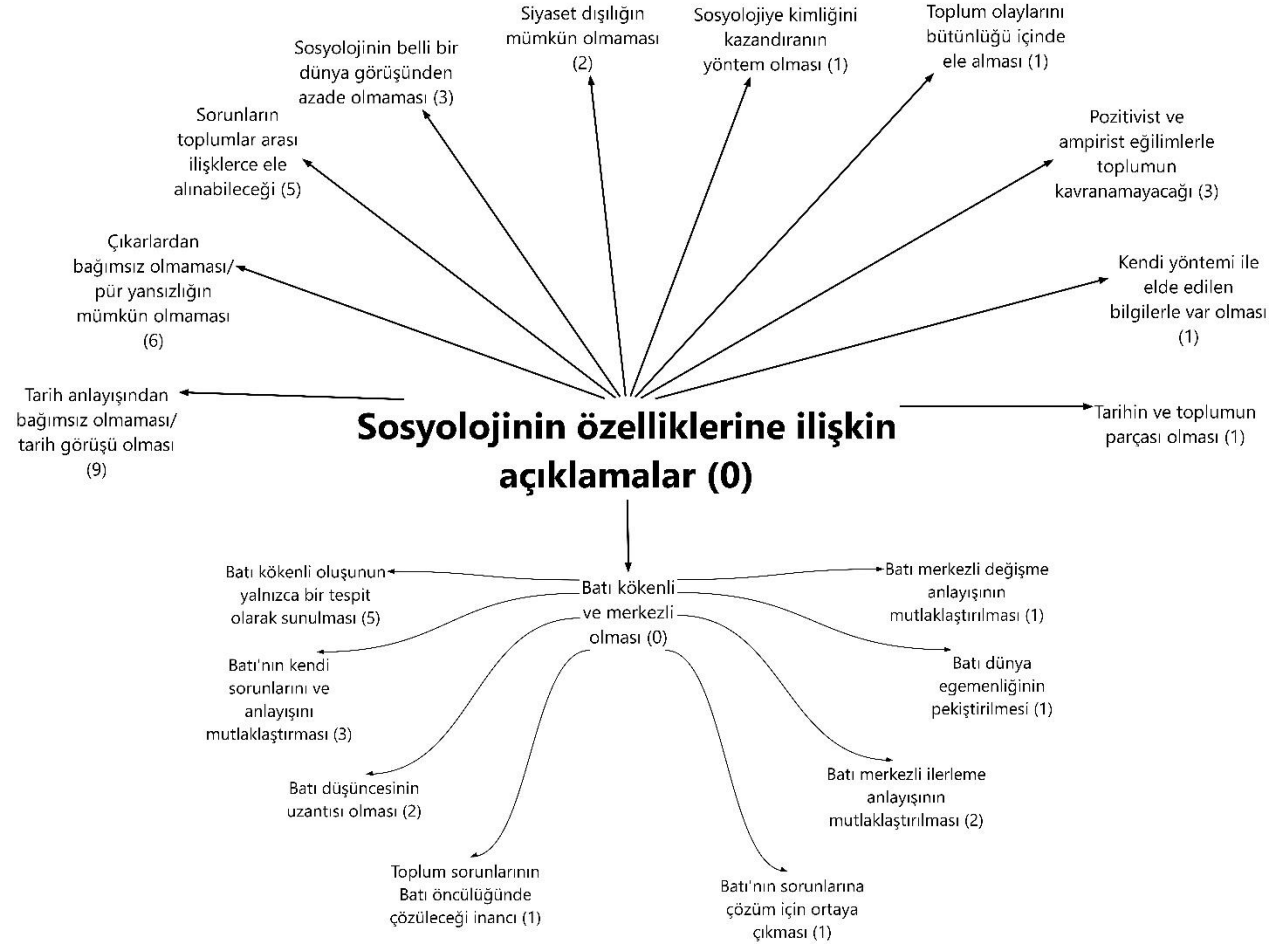 Siyaset dışılığın
mümkün olmaması
(2)
Sosyolojiye kimliğini
kazandıranın
yöntem olması (1)
Toplum olaylarını
bütünlüğü içinde
ele alması (1)
Sosyolojinin belli bir
dünya görüşünden
azade olmaması (3)
Sorunların
toplumlar arası
ilişklerce ele
alınabileceği (5)
Pozitivist ve
ampirist eğilimlerle
toplumun
kavranamayacağı (3)
Çıkarlardan
bağımsız olmaması/
pür yansızlığın
mümkün olmaması
(6)
Kendi yöntemi ile
elde edilen
bilgilerle var olması
(1)
Tarih anlayışından
bağımsız olmaması/
tarih görüşü olması
(9)
Tarihin ve toplumun
parçası olması (1)
Sosyolojinin özelliklerine ilişkin
açıklamalar (0)
Batı kökenli
ve merkezli
olması (0)
Batı kökenli oluşunun
yalnızca bir tespit
olarak sunulması (5)
Batı merkezli değişme
anlayışının
mutlaklaştırılması (1)
Batı'nın kendi
sorunlarını ve
anlayışını
mutlaklaştırması (3)
Batı dünya
egemenliğinin
pekiştirilmesi (1)
Batı düşüncesinin
uzantısı olması (2)
Batı merkezli ilerleme
anlayışının
mutlaklaştırılması (2)
Toplum sorunlarının
Batı öncülüğünde
çözüleceği inancı (1)
Batı'nın sorunlarına
çözüm için ortaya
çıkması (1)